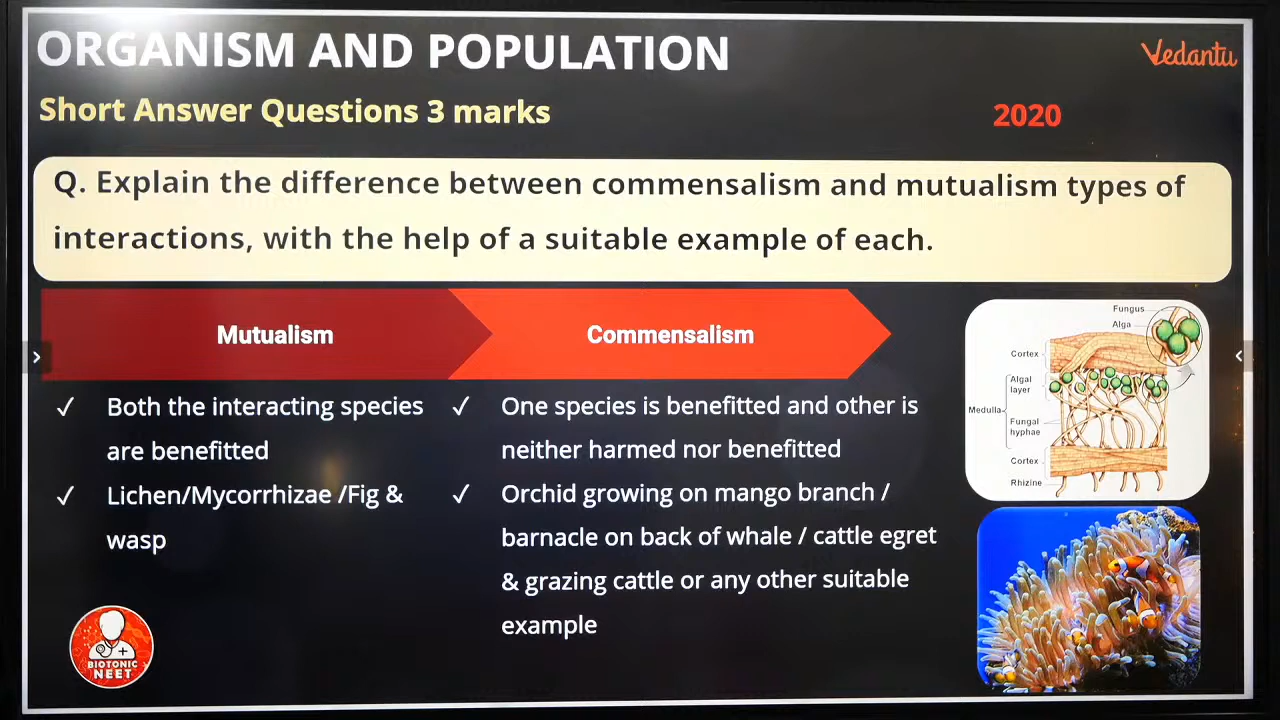 ORGANISM AND POPULATION
Vedantu
Short Answer Questions 3 marks
2020
Q. Explain the difference between commensalism and mutualism types of
interactions, with the help of a suitable example of each.
Mutualism
Commensalism
✓ Both the interacting species
are benefitted
✓ Lichen/Mycorrhizae /Fig &
wasp
✓ One species is benefitted and other is
neither harmed nor benefitted
✓ Orchid growing on mango branch /
barnacle on back of whale / cattle egret
& grazing cattle or any other suitable
example
Fungus
Alga
Cortex
Algal
layer
Medulla
Fungal
hyphae
Cortex
Rhizine
BIOTONIC
NEET